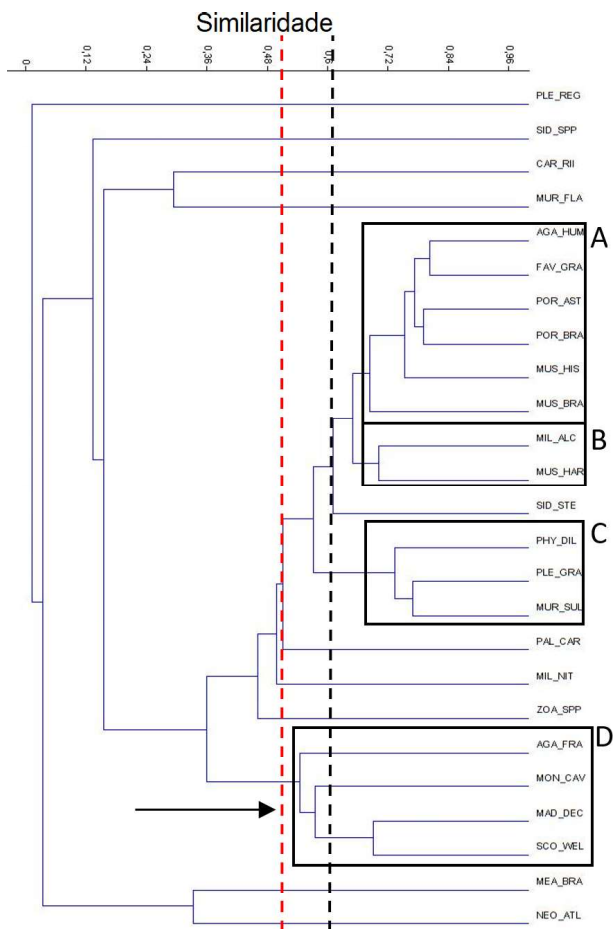 Similaridade
0
0,12
0,24
0,36
0,48
0,6
0,72
0,84
0,96
PLE_REG
SID_SPP
CAR_RII
MUR_FLA
A
AGA_HUM
FAV_GRA
POR_AST
POR_BRA
MUS_HIS
MUS_BRA
B
MIL_ALC
MUS_HAR
SID_STE
C
PHY_DIL
PLE_GRA
MUR_SUL
PAL_CAR
MIL_NIT
ZOA_SPP
D
AGA_FRA
MON_CAV
MAD_DEC
SCO_WEL
MEA_BRA
NEO_ATL